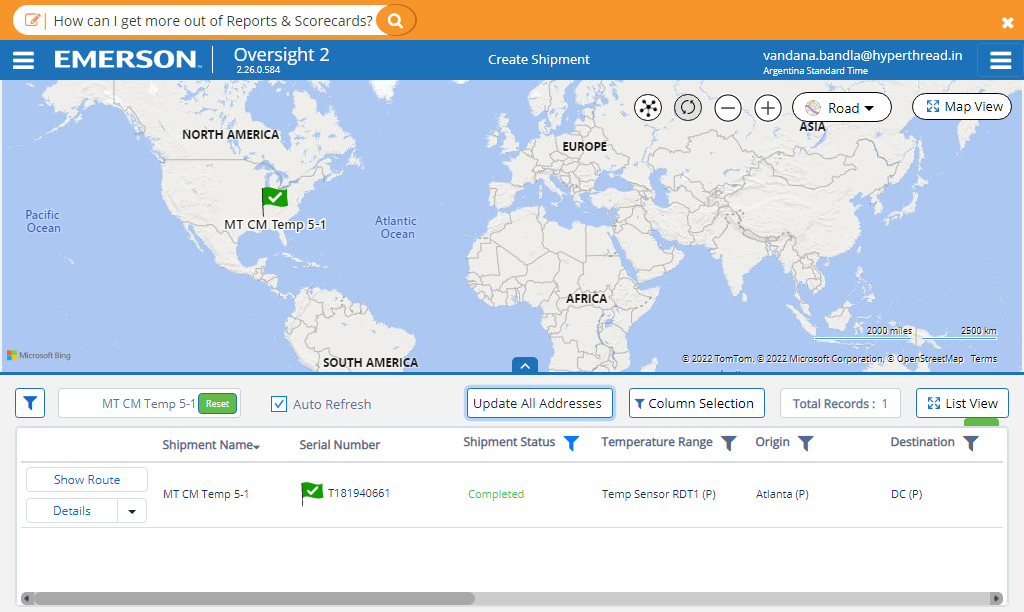 How can I get more out of Reports & Scorecards?
EMERSON
Oversight 2
2.26.0.584
Create Shipment
vandana.bandla@hyperthread.in
Argentina Standard Time
Road
Map View
NORTH AMERICA
EUROPE
ASIA
Pacific
Ocean
MT CM Temp 5-1
Atlantic
Ocean
AFRICA
SOUTH AMERICA
2000 miles
2500 km
Microsoft Bing
© 2022 TomTom, © 2022 Microsoft Corporation, © OpenStreetMap Terms
MT CM Temp 5-1
Reset
Auto Refresh
Update All Addresses
Column Selection
Total Records : 1
List View
Shipment Name
Serial Number
Shipment Status
Temperature Range
Origin
Destination
Show Route
MT CM Temp 5-1
T181940661
Completed
Temp Sensor RDT1 (P)
Atlanta (P)
DC (P)
Details